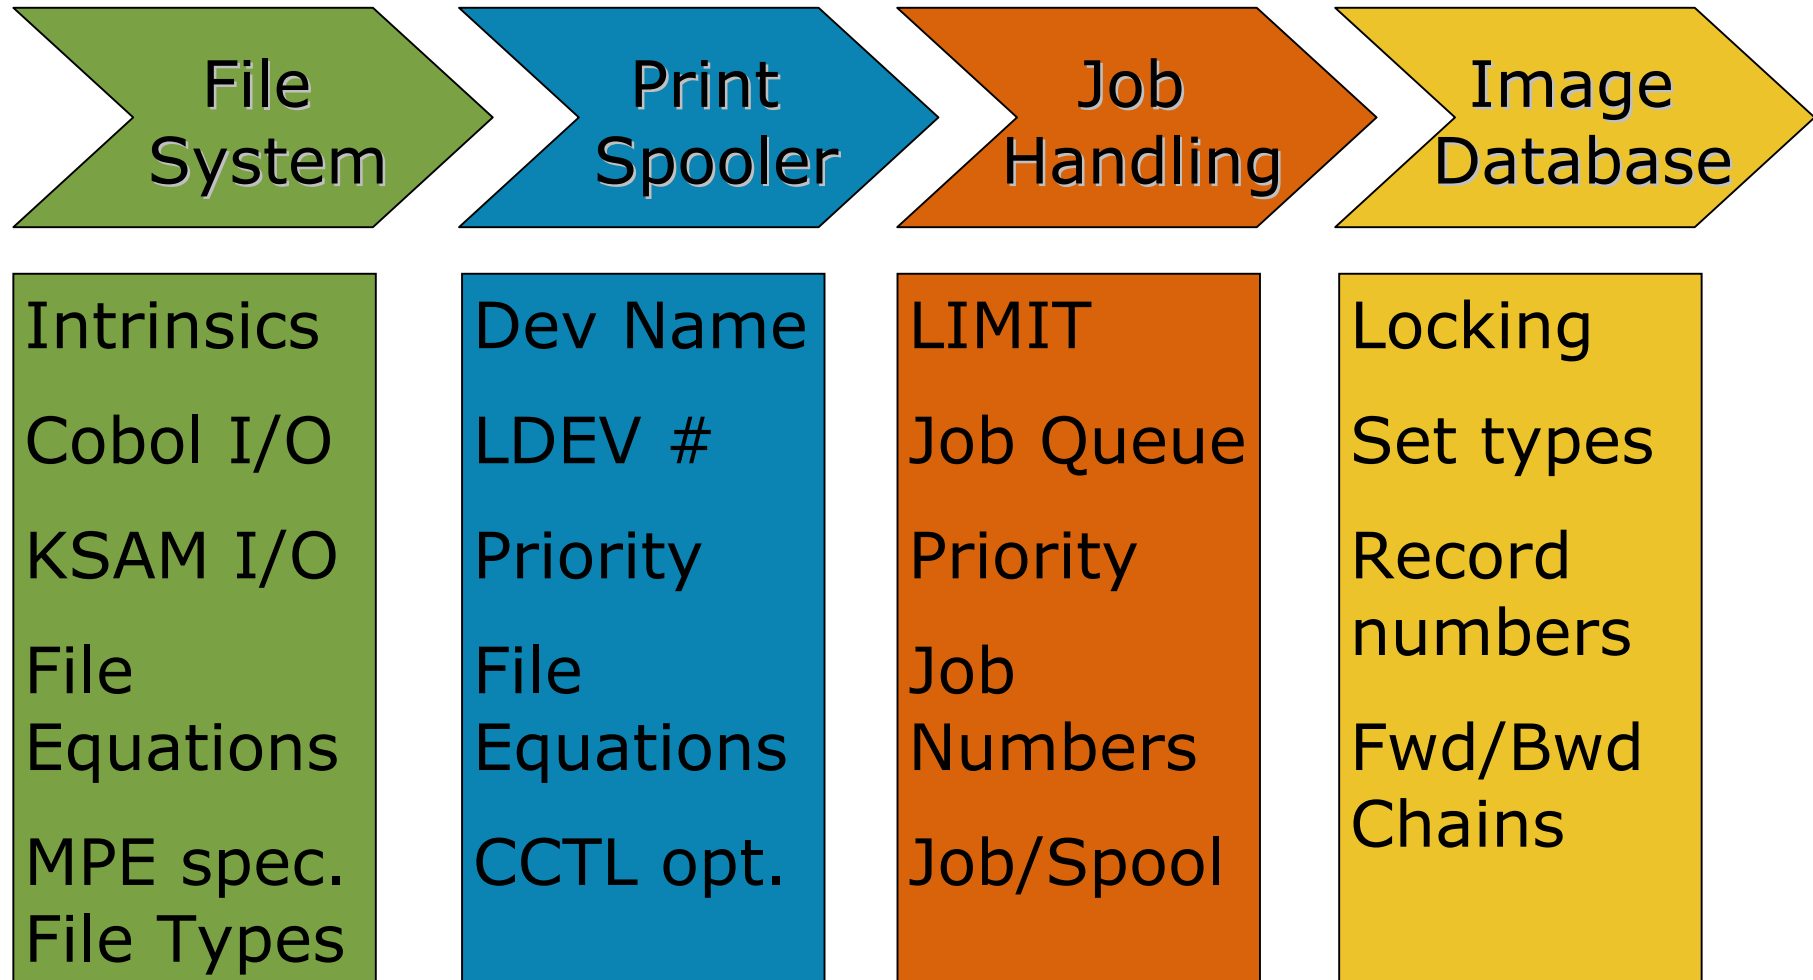 File
System
Print
Spooler
Job
Handling
Image
Database
Intrinsics
Cobol I/O
KSAM I/O
File
Equations
MPE spec.
File Types
Dev Name
LDEV #
Priority
File
Equations
CCTL opt.
LIMIT
Job Queue
Priority
Job
Numbers
Job/Spool
Locking
Set types
Record
numbers
Fwd/Bwd
Chains